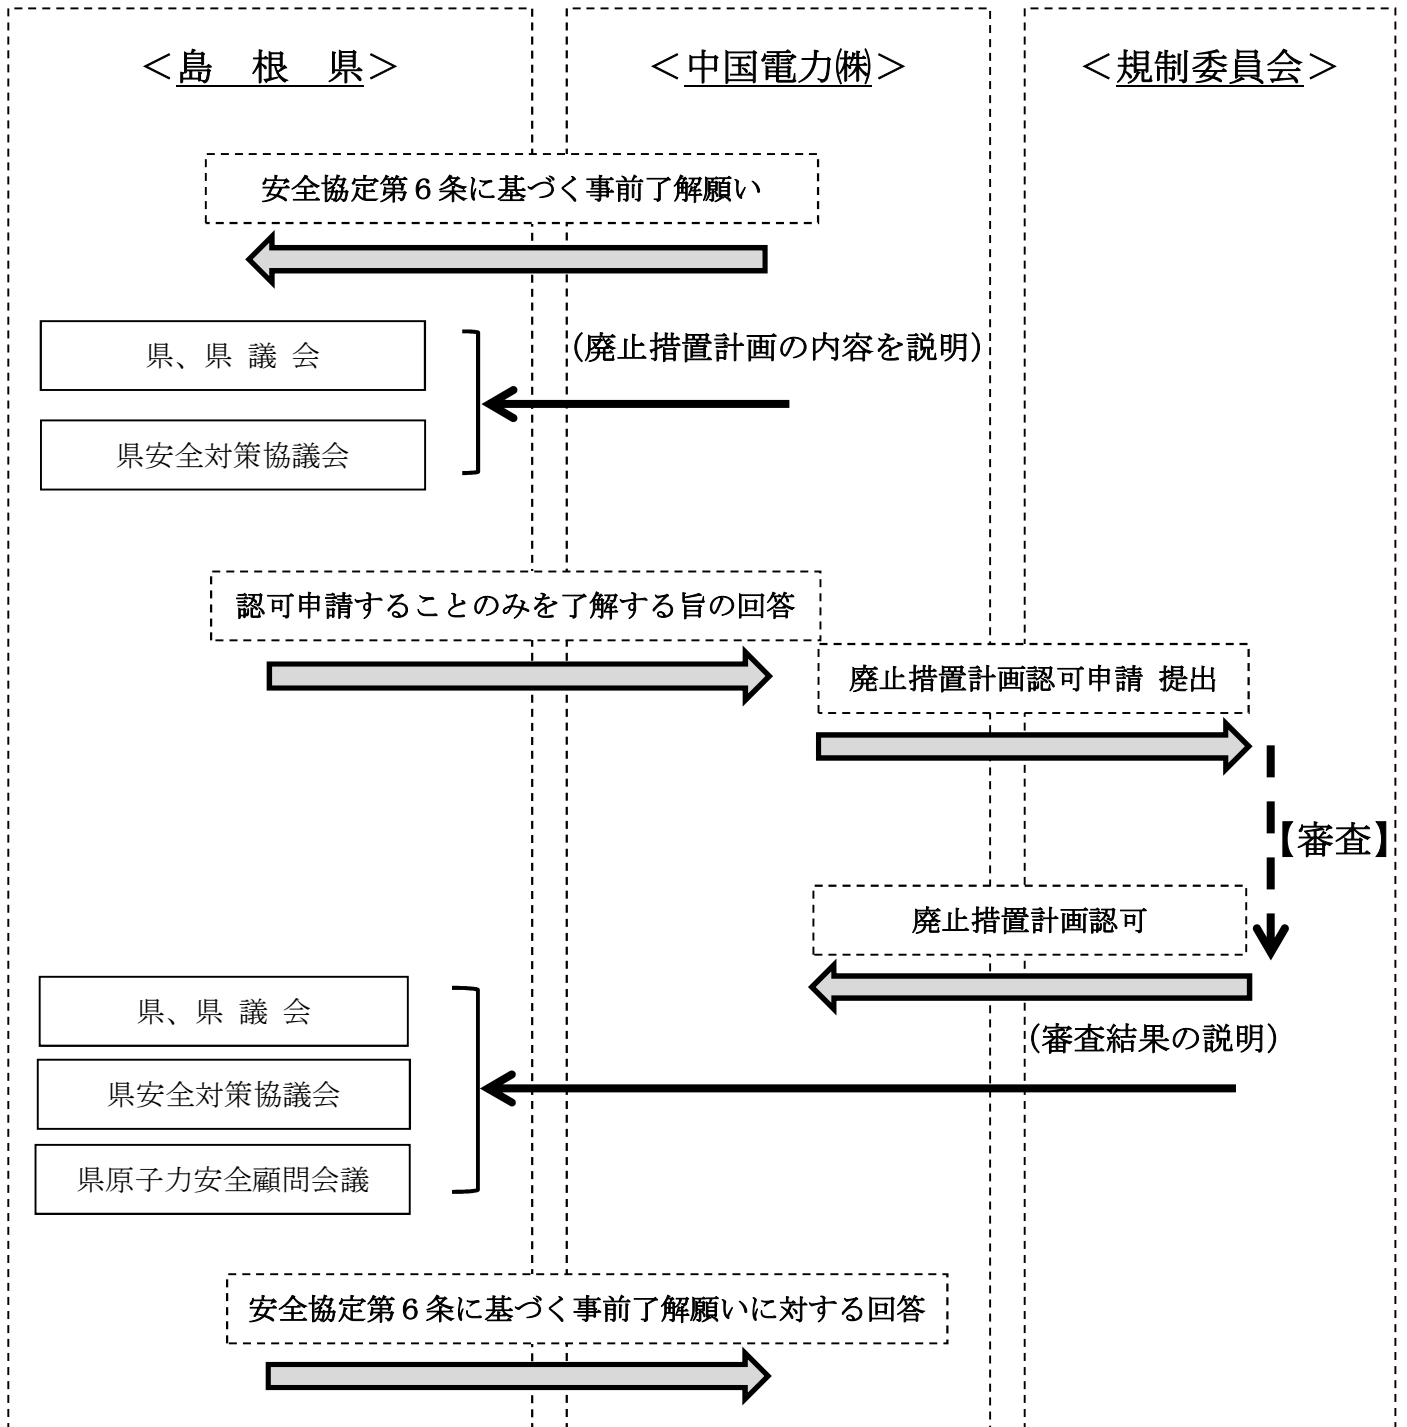 ＜島　根　県＞
＜中国電力㈱＞
＜規制委員会＞
安全協定第６条に基づく事前了解願い
県、県 議 会
（廃止措置計画の内容を説明）
県安全対策協議会
認可申請することのみを了解する旨の回答
廃止措置計画認可申請 提出
【審査】
廃止措置計画認可
県、県 議 会
（審査結果の説明）
県安全対策協議会
県原子力安全顧問会議
安全協定第６条に基づく事前了解願いに対する回答